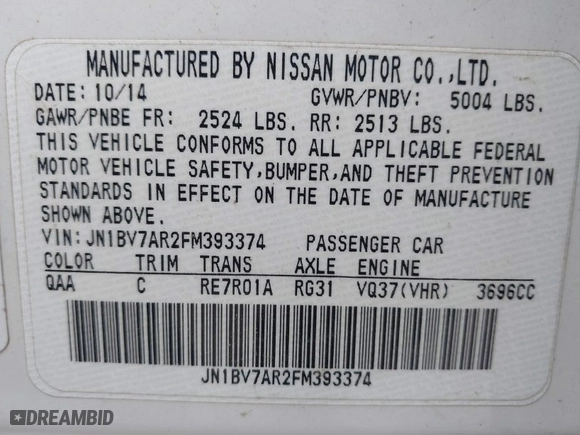 MANUFACTURED BY NISSAN MOTOR CO.,LTD.
DATE: 10/14 GVWR/PNBV: 5004 LBS.
GAWR/PNBE FR: 2524 LBS. RR: 2513 LBS.
THIS VEHICLE CONFORMS TO ALL APPLICABLE FEDERAL
MOTOR VEHICLE SAFETY,BUMPER,AND THEFT PREVENTION
STANDARDS IN EFFECT ON THE DATE OF MANUFACTURE
SHOWN ABOVE.
VIN:JN1BV7AR2FM393374 PASSENGER CAR
COLOR TRIM TRANS AXLE ENGINE
QAA C RE7R01A RG31 VQ37(VHR) 3696CC
JN1BV7AR2FM393374
DREAMBID